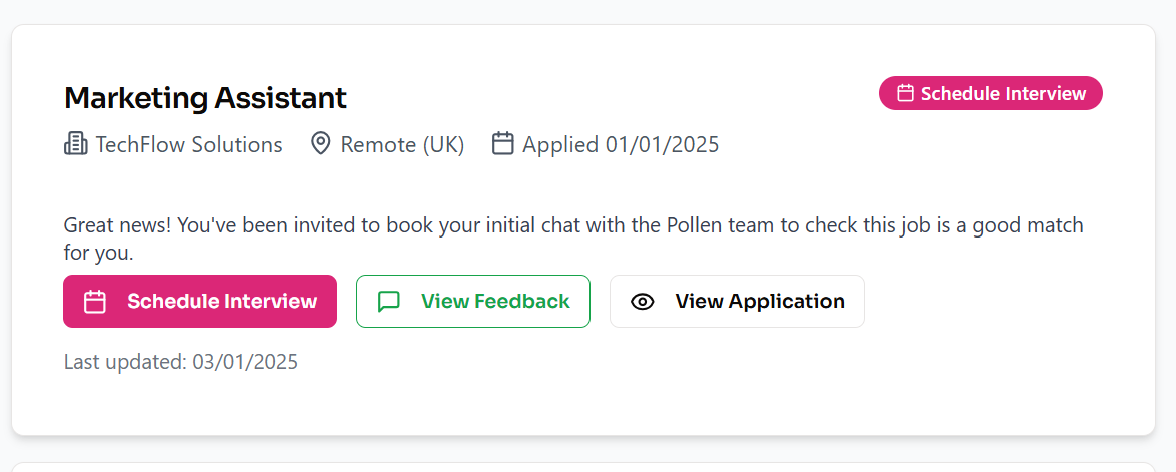 Marketing Assistant
Schedule Interview
TechFlow Solutions Remote (UK) Applied 01/01/2025
Great news! You've been invited to book your initial chat with the Pollen team to check this job is a good match
for you.
Schedule Interview View Feedback View Application
Last updated: 03/01/2025